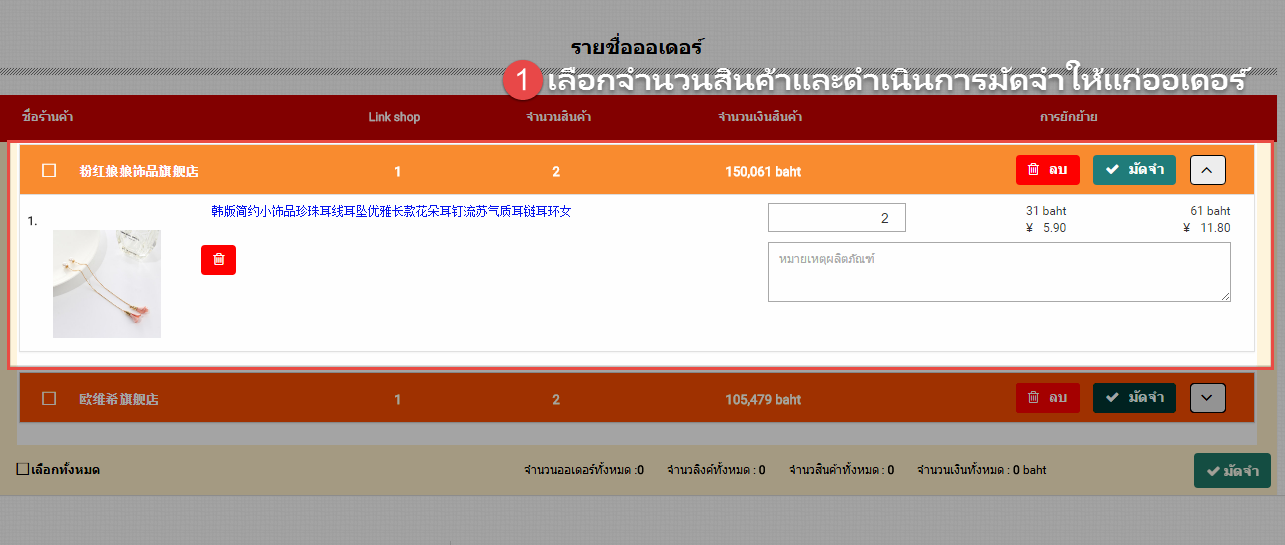 รายชื่อออเดอร์
1 เลือกจำนวนสินค้าและดำเนินการมัดจำให้แก่ออเดอร์
ชื่อร้านค้า Link shop จำนวนสินค้า จำนวนเงินสินค้า การยักย้าย
粉红娘娘饰品旗舰店 1 2 150,061 baht ลบ มัดจำ
1. 韩版简约小饰品珍珠耳线耳坠优雅长款花朵耳钉流苏气质耳链耳环女 2 31 baht 61 baht
¥ 5.90 ¥ 11.80
หมายเหตุผลิตภัณฑ์
欧维希旗舰店 1 2 105,479 baht ลบ มัดจำ
เลือกทั้งหมด จำนวนออเดอร์ทั้งหมด :0 จำนวลิงค์ทั้งหมด : 0 จำวนสินค้าทั้งหมด : 0 จำนวนเงินทั้งหมด : 0 baht มัดจำ